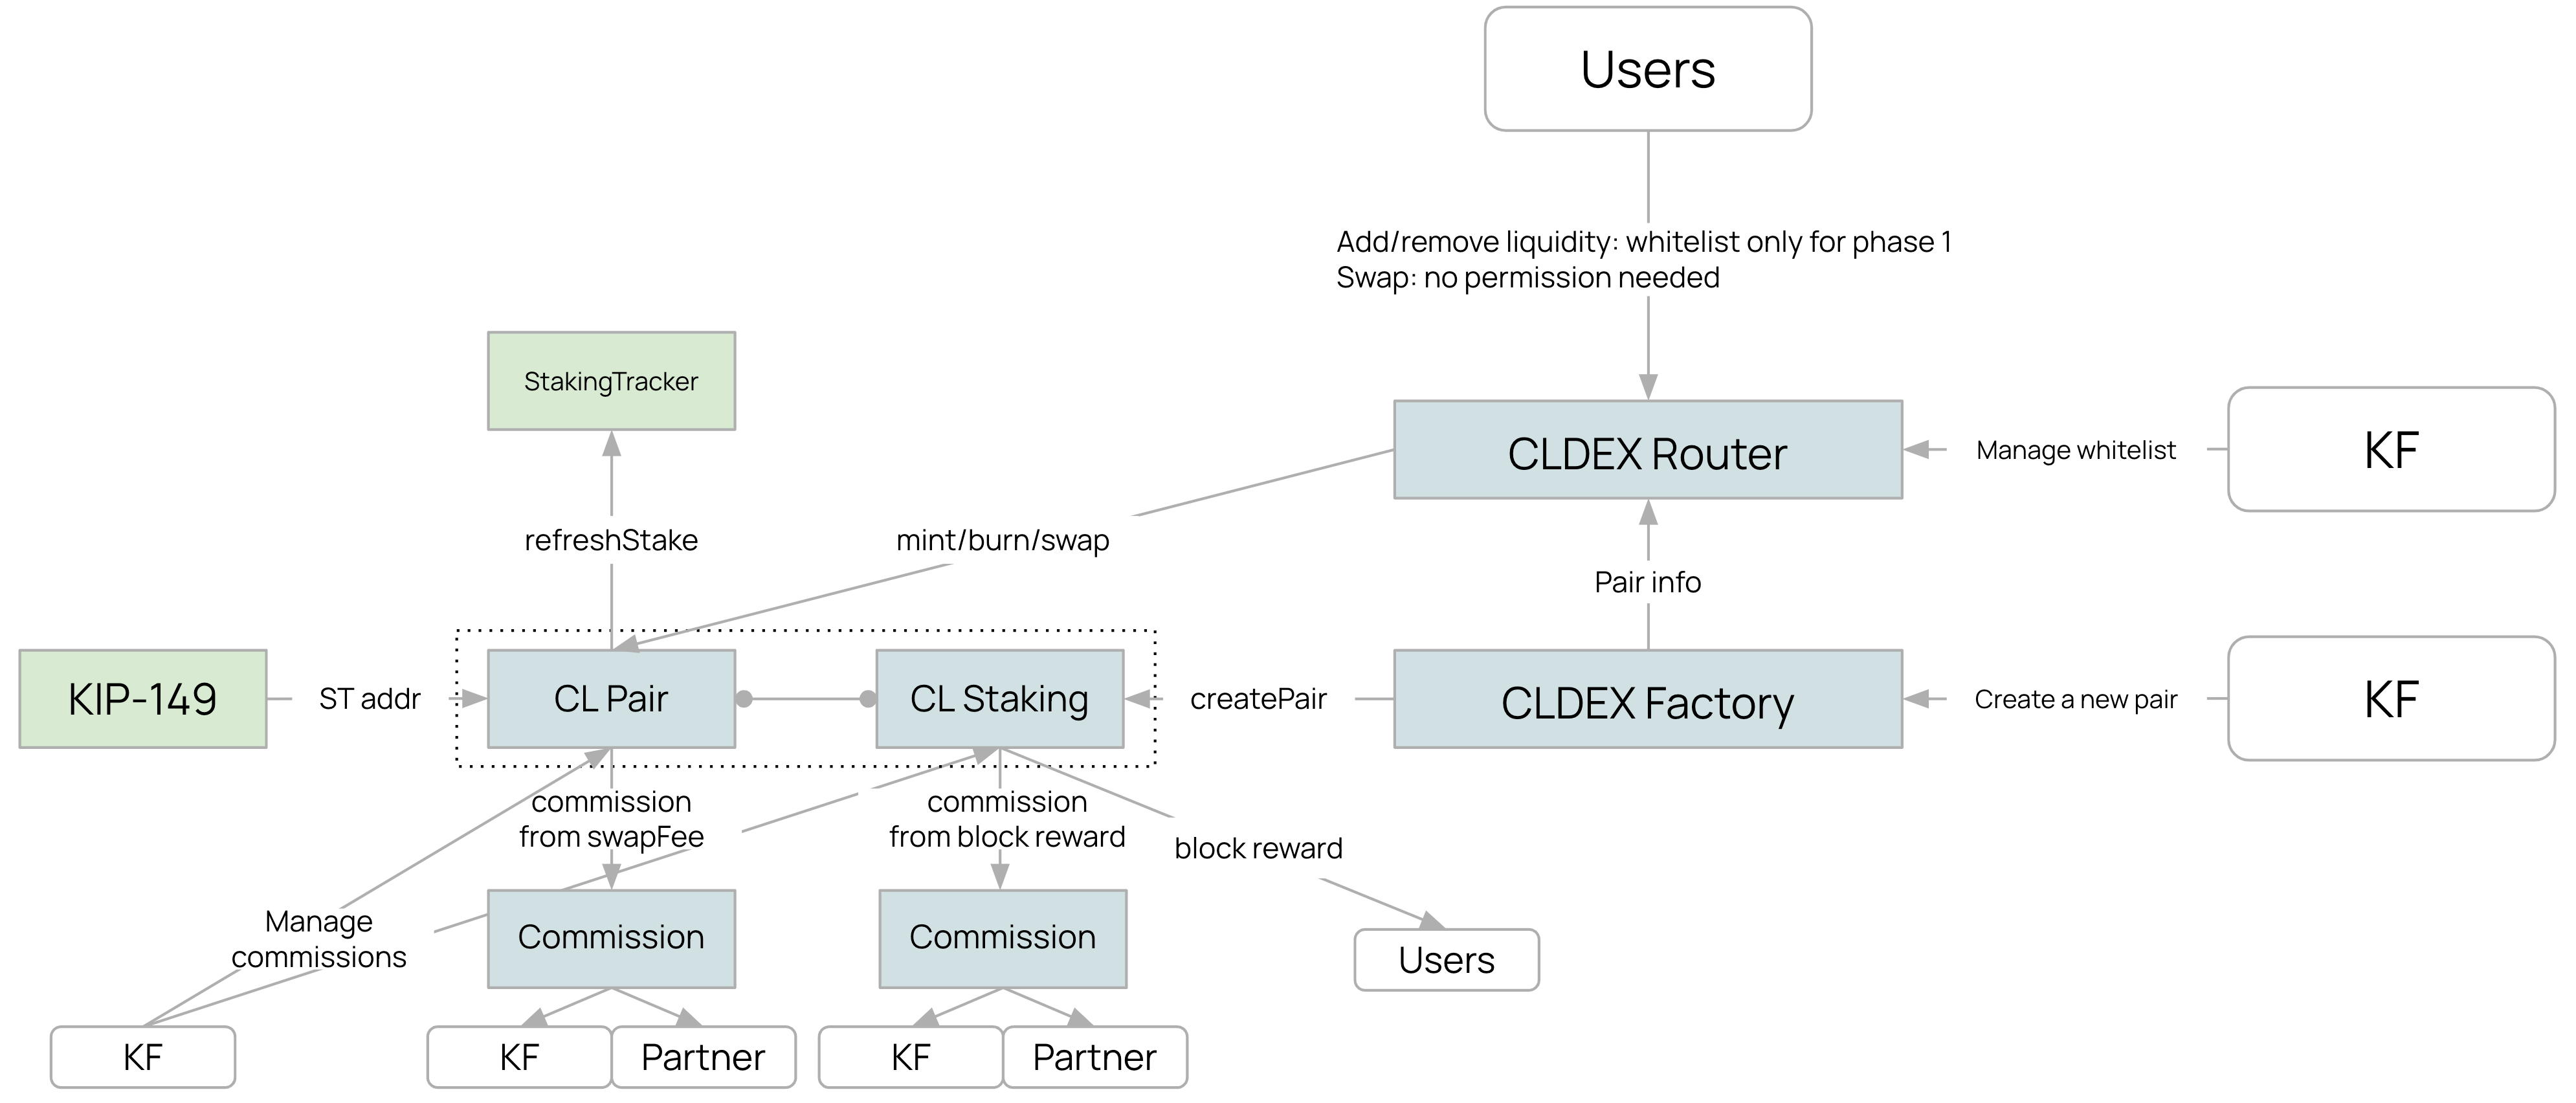 Users
Add/remove liquidity: whitelist only for phase 1
Swap: no permission needed
StakingTracker
CLDEX Router
Manage whitelist
KF
refreshStake
mint/burn/swap
Pair info
KIP-149
ST addr
CL Pair
CL Staking
createPair
CLDEX Factory
Create a new pair
KF
commission
from swapFee
commission
from block reward
block reward
Manage
commissions
Commission
Commission
Users
KF
KF
Partner
KF
Partner